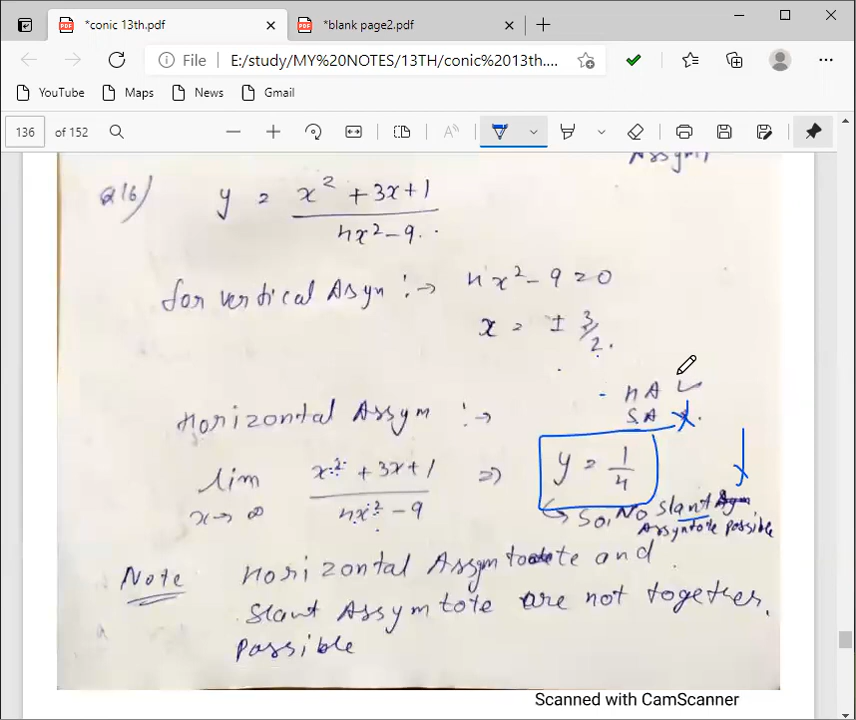 *conic 13th.pdf
*blank page2.pdf
File
E:/study/MY%20NOTES/13TH/conic%2013th....
YouTube
Maps
News
Gmail
136 of 152
Q16) y = x² + 3x + 1 / 4x² - 9.
for vertical Asyn :→ 4x² - 9 = 0
x = ± 3/2.
HA ✓
Horizontal Assym :→ SA ✗.
lim x→∞ x² + 3x + 1 / 4x² - 9 ⇒ y = 1/4
So, No Slant
Assymtote possible
Note Horizontal Assymtote and
Slant Assymtote are not together.
possible
Scanned with CamScanner